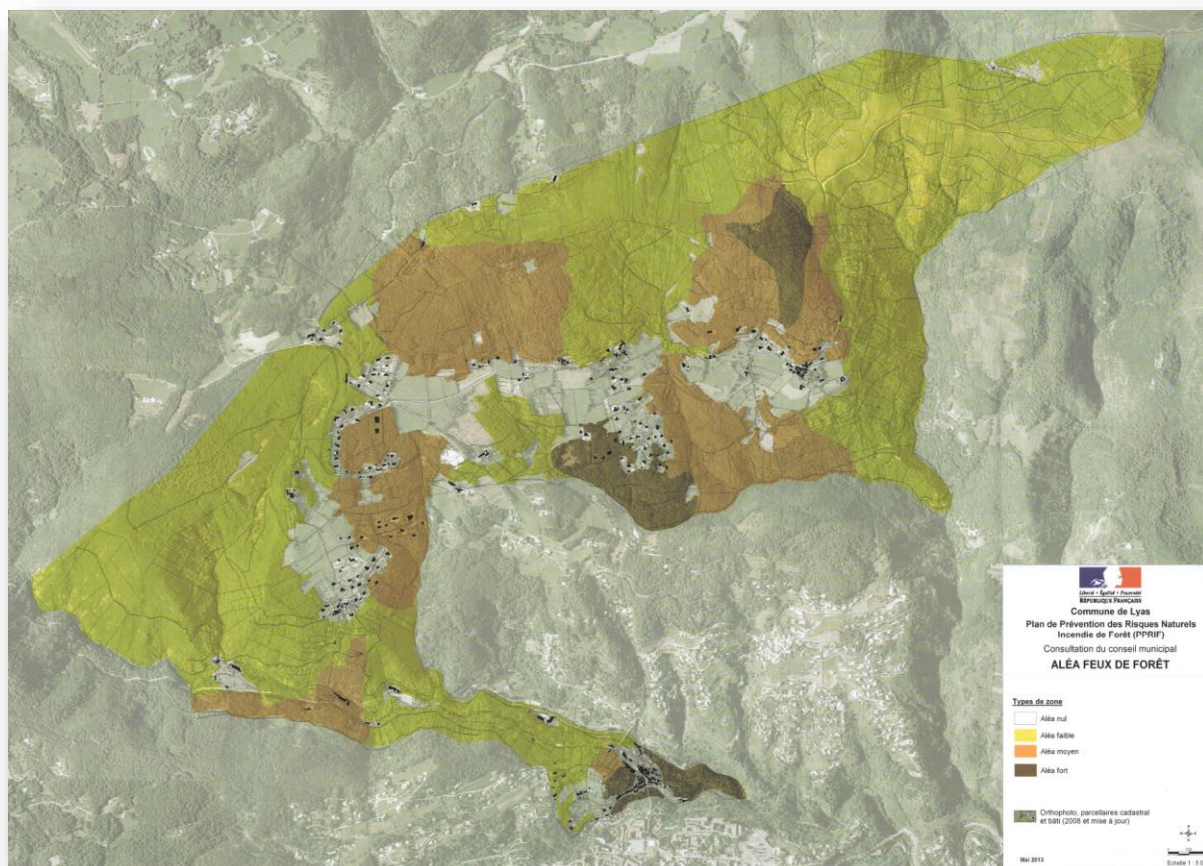 Liberté • Égalité • Fraternité
RÉPUBLIQUE FRANÇAISE
Commune de Lyas
Plan de Prévention des Risques Naturels
Incendie de Forêt (PPRIF)
Consultation du conseil municipal
ALÉA FEUX DE FORÊT
Types de zone
Aléa nul
Aléa faible
Aléa moyen
Aléa fort
Orthophoto, parcellaires cadastral
et bâti (2008 et mise à jour)
Mai 2013
Echelle 1 :